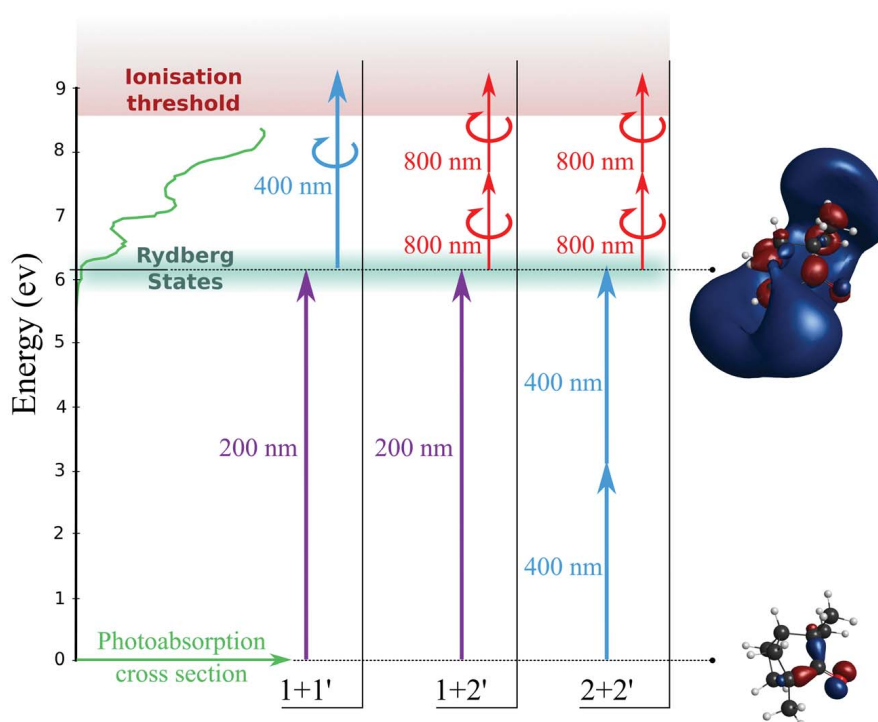 Energy (ev)
9
8
7
6
5
4
3
2
1
0
Ionisation
threshold
Rydberg
States
Photoabsorption
cross section
400 nm
200 nm
1+1'
800 nm
800 nm
200 nm
1+2'
800 nm
800 nm
400 nm
400 nm
2+2'